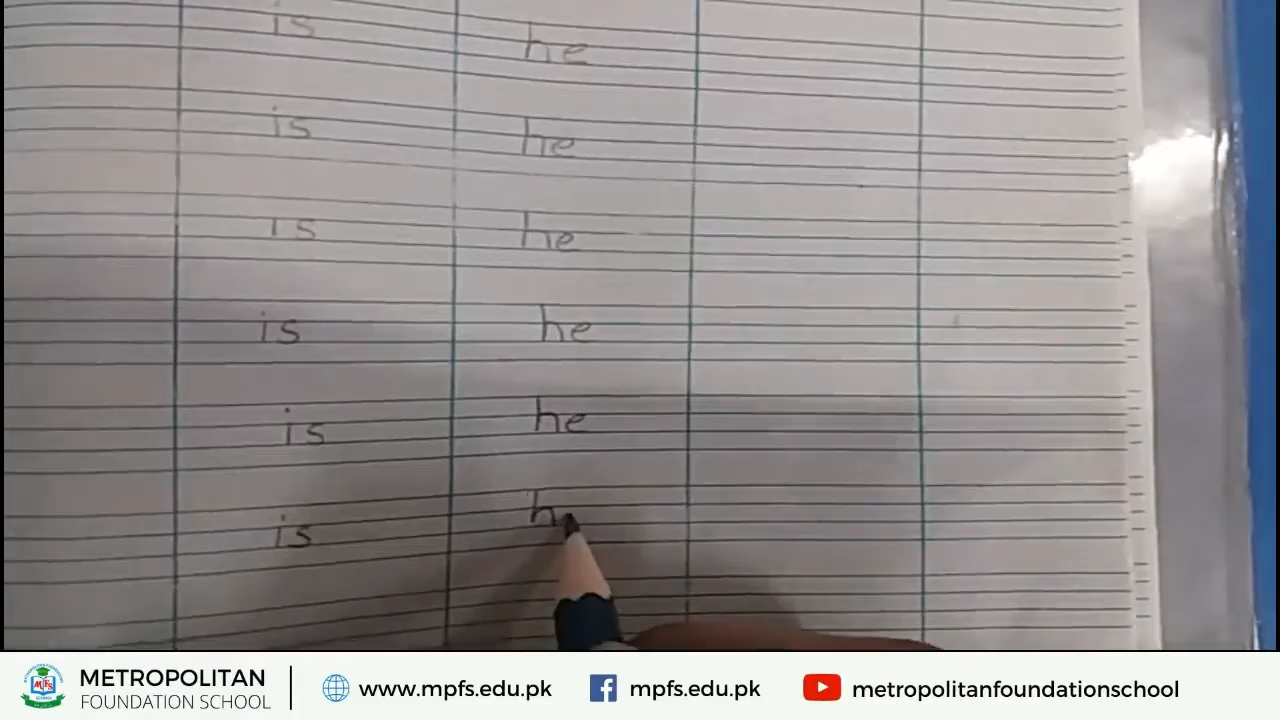 is he
is he
is he
is he
is he
is h
METROPOLITAN
FOUNDATION SCHOOL
www.mpfs.edu.pk
mpfs.edu.pk
metropolitanfoundationschool